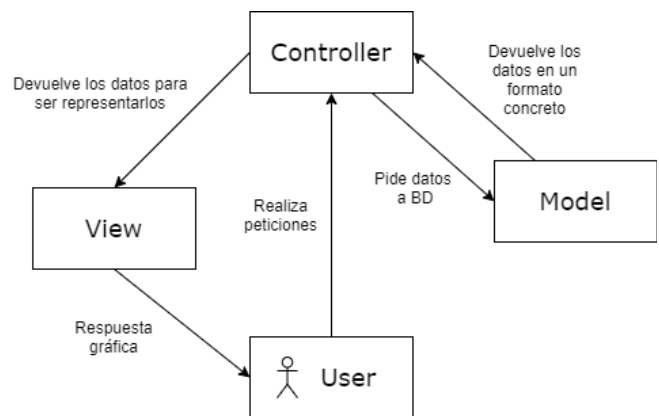 Controller
Devuelve los datos para
ser representarlos
Devuelve los
datos en un
formato
concreto
Pide datos
a BD
Model
View
Realiza
peticiones
Respuesta
gráfica
User